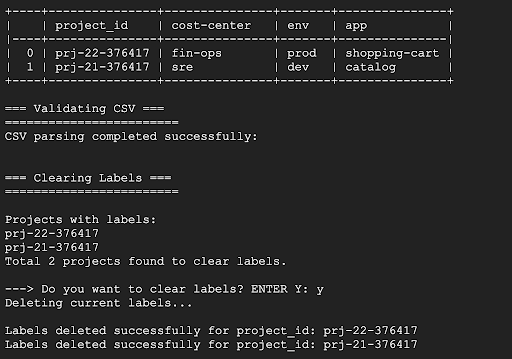 +----+---------------+---------------+-------+---------------+
|    | project_id    | cost-center   | env   | app           |
|----+---------------+---------------+-------+---------------|
|  0 | prj-22-376417 | fin-ops       | prod  | shopping-cart |
|  1 | prj-21-376417 | sre           | dev   | catalog       |
+----+---------------+---------------+-------+---------------+
=== Validating CSV ===
========================
CSV parsing completed successfully:
=== Clearing Labels ===
========================
Projects with labels:
prj-22-376417
prj-21-376417
Total 2 projects found to clear labels.
---> Do you want to clear labels? ENTER Y: y
Deleting current labels...
Labels deleted successfully for project_id: prj-22-376417
Labels deleted successfully for project_id: prj-21-376417